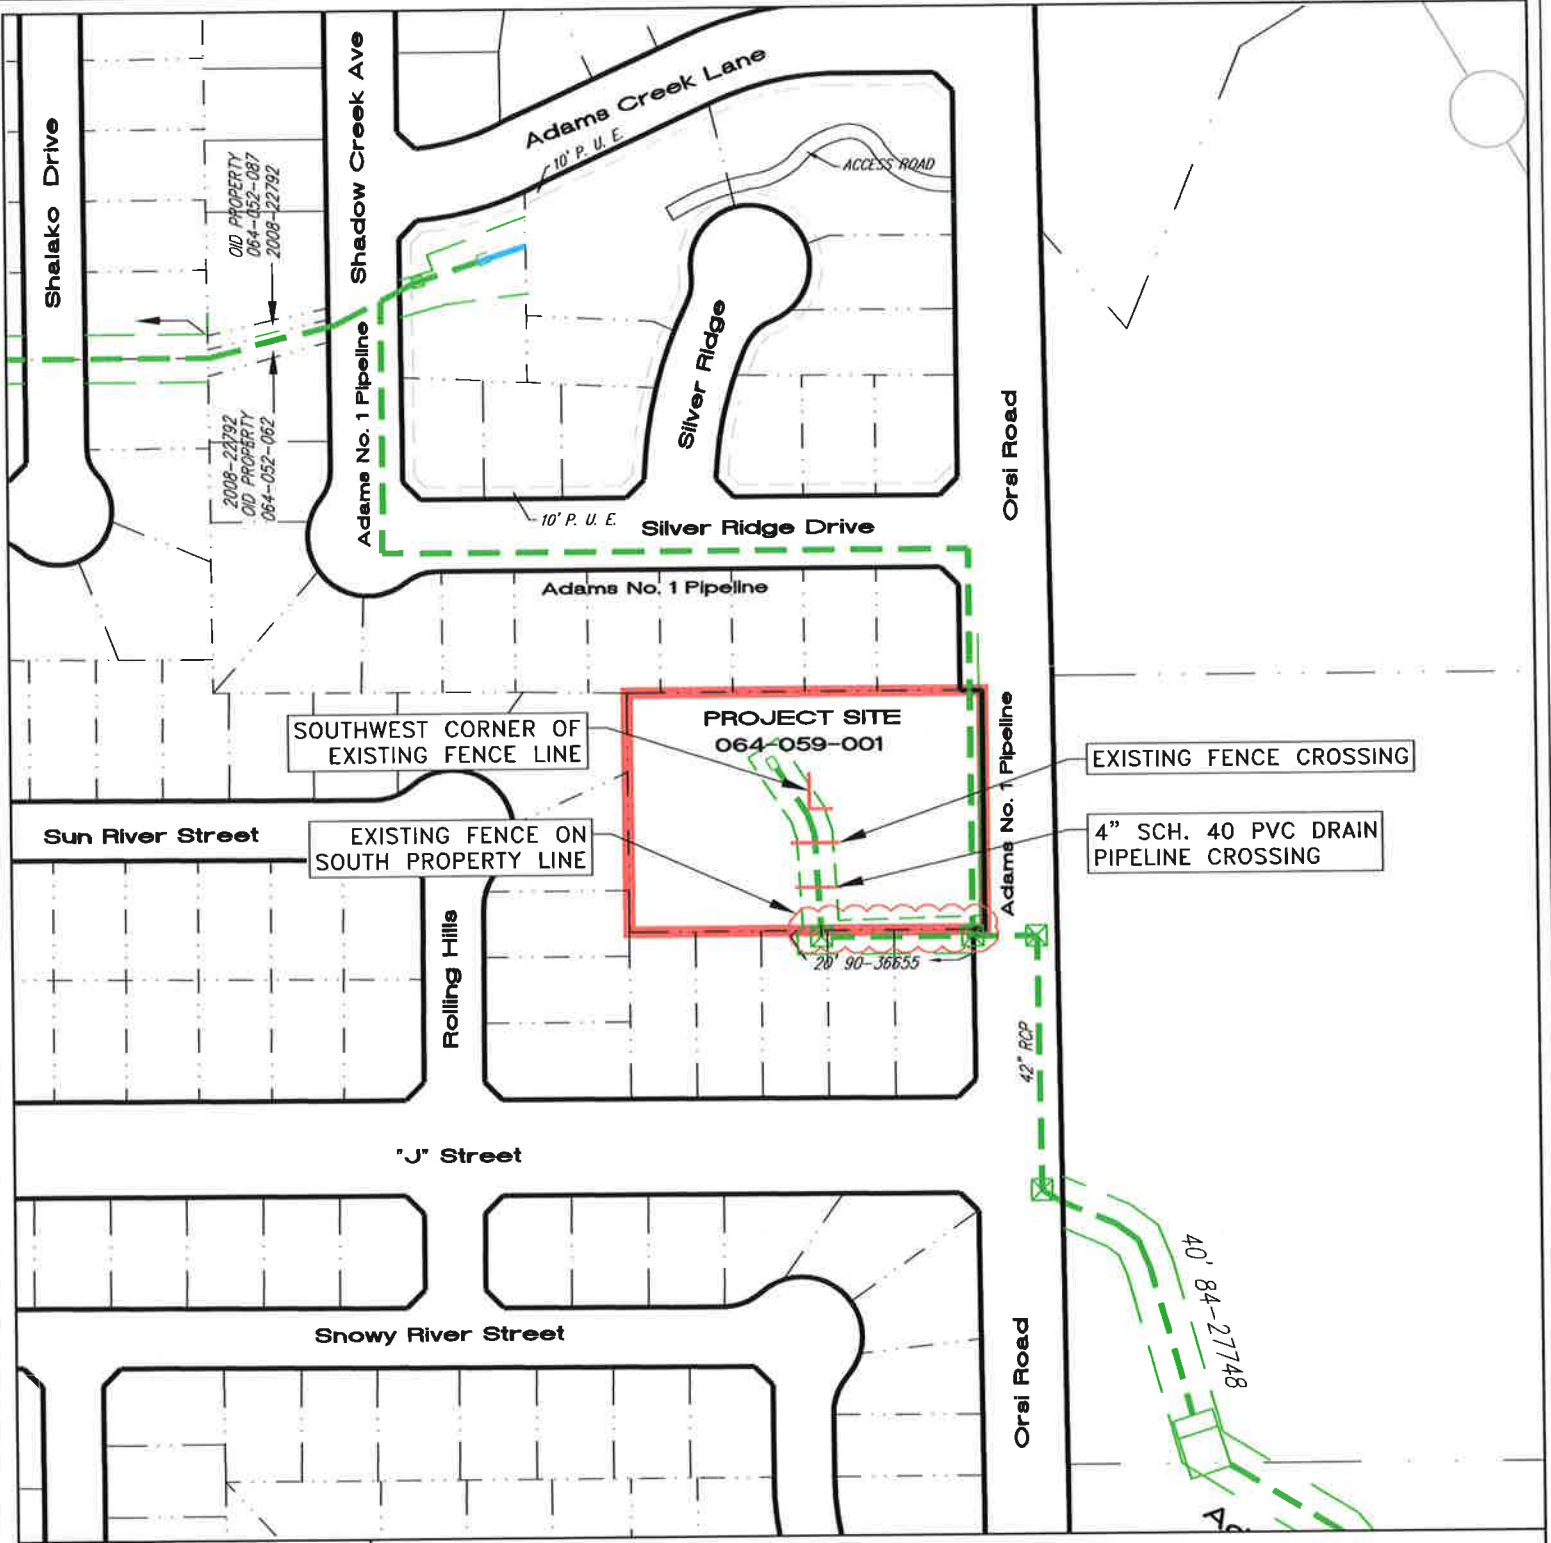 Adams Creek Lane
10' P. U. E.
ACCESS ROAD
Shalako Drive
Shadow Creek Ave
OID PROPERTY
064-052-087
2008-22792
Adams No. 1 Pipeline
Silver Ridge
Orsi Road
2008-22792
OID PROPERTY
064-052-062
10' P. U. E.
Silver Ridge Drive
Adams No. 1 Pipeline
PROJECT SITE
064-059-001
SOUTHWEST CORNER OF
EXISTING FENCE LINE
Adams No. 1 Pipeline
EXISTING FENCE CROSSING
Sun River Street
EXISTING FENCE ON
SOUTH PROPERTY LINE
4" SCH. 40 PVC DRAIN
PIPELINE CROSSING
Rolling Hills
20' 90-36655
42" RCP
"J" Street
40' 84-27748
Snowy River Street
Orsi Road